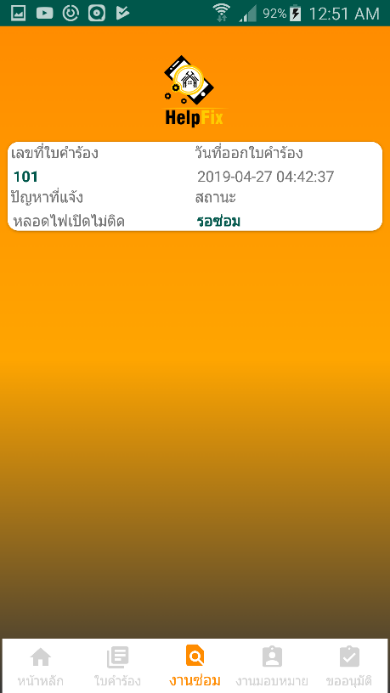 92% 12:51 AM
HelpFix
เลขที่ใบคำร้อง วันที่ออกใบคำร้อง
101 2019-04-27 04:42:37
ปัญหาที่แจ้ง สถานะ
หลอดไฟเปิดไม่ติด รอซ่อม
หน้าหลัก ใบคำร้อง งานซ่อม งานมอบหมาย ขออนุมัติ